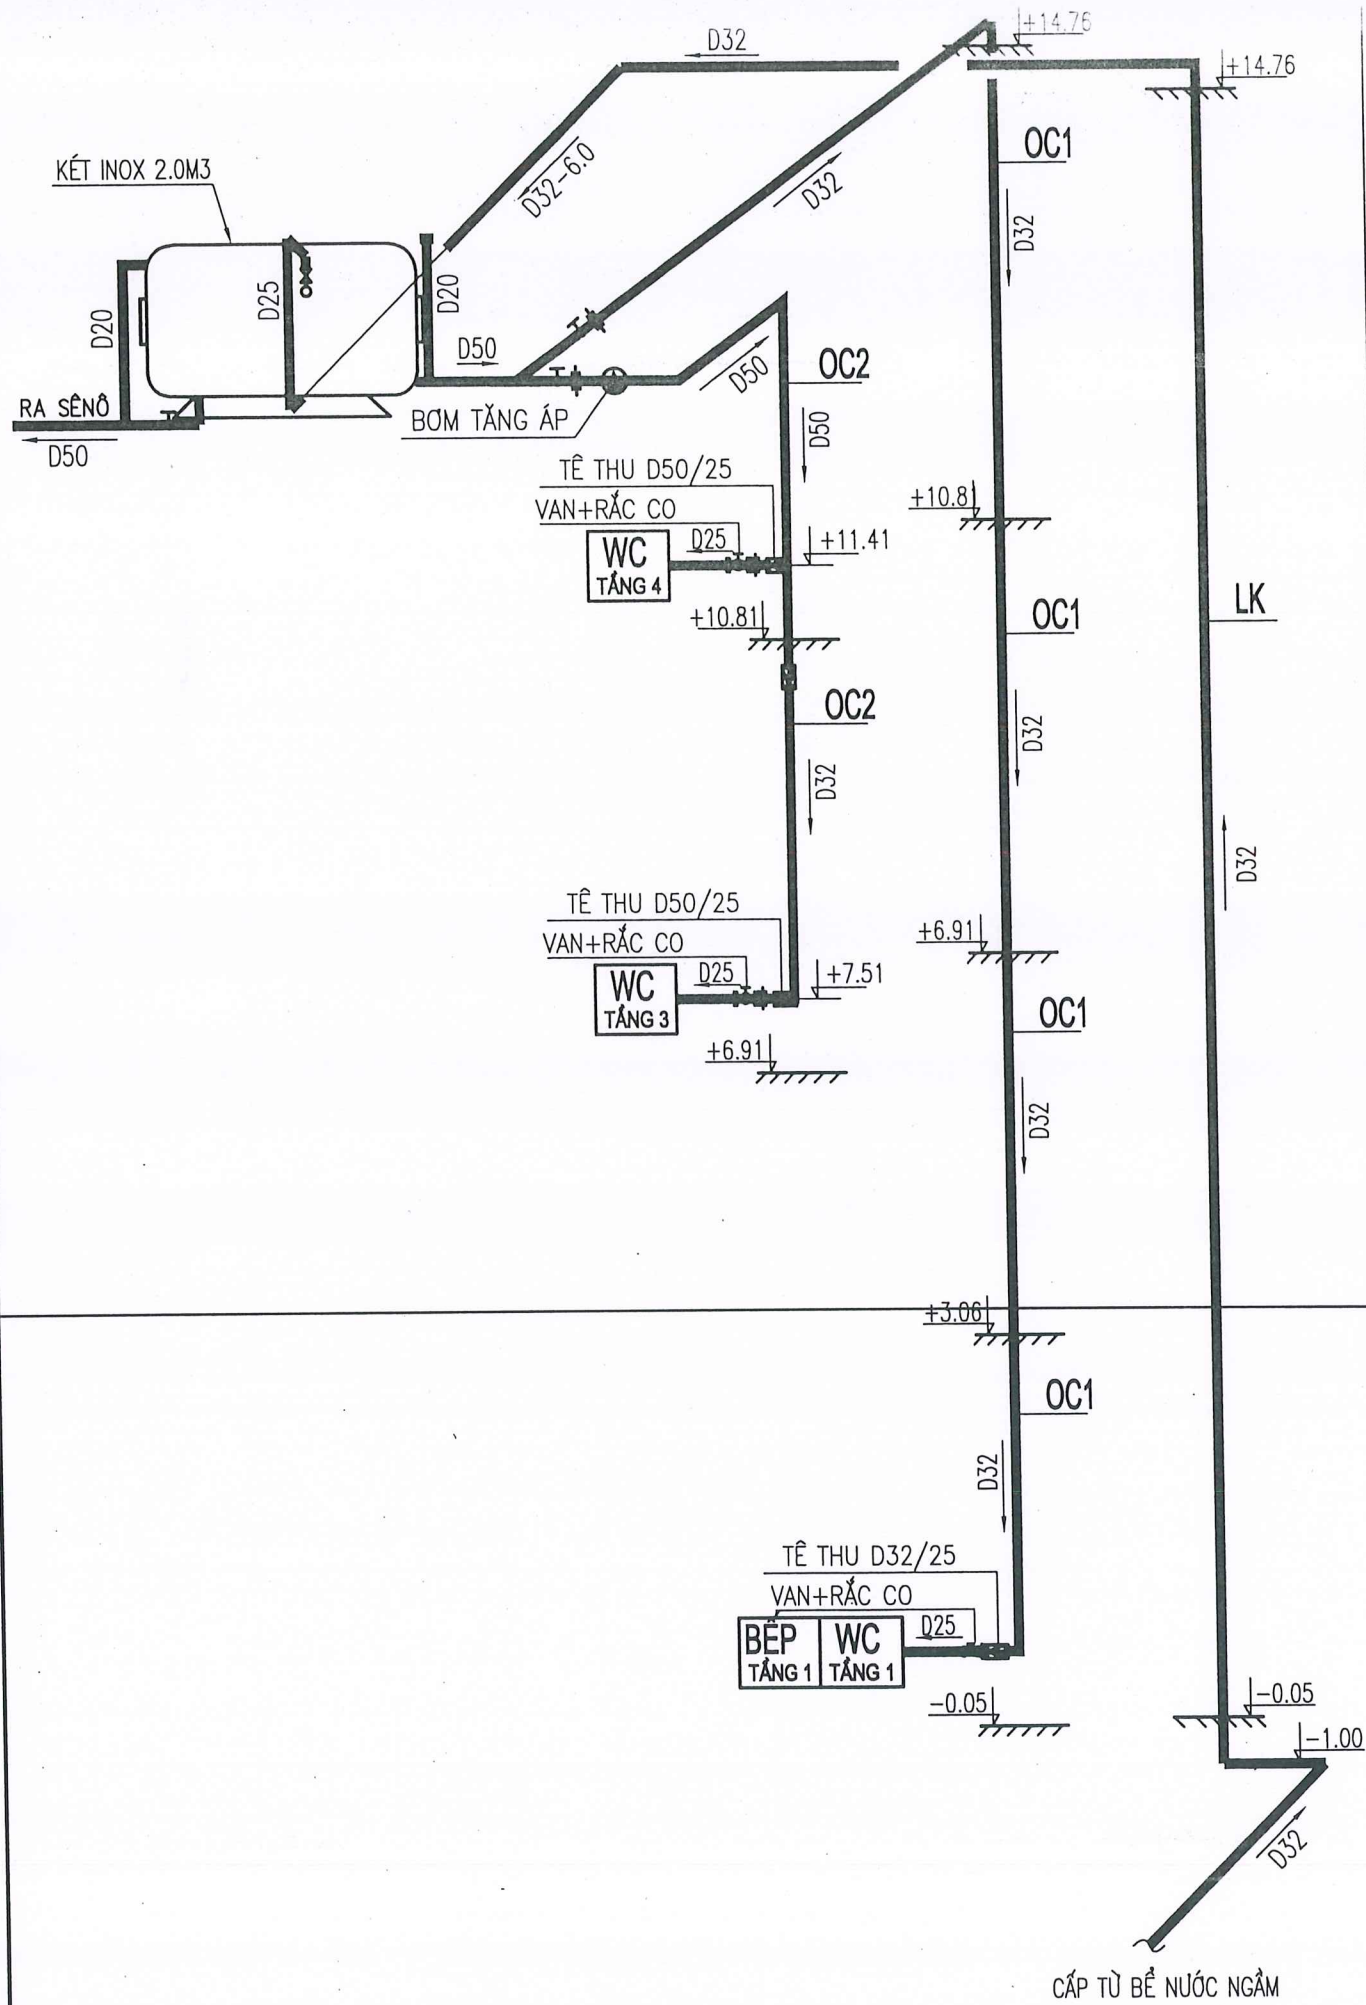 +14.76
D32
+14.76
OC1
KÉT INOX 2.0M3
D32-6.0
D32
D32
D20
D25
D20
D50
D50
OC2
RA SÊNÔ
BƠM TĂNG ÁP
D50
D50
TÊ THU D50/25
VAN+RẮC CO
+10.81
D25
+11.41
WC
TẦNG 4
+10.81
OC1
LK
OC2
D32
D32
D32
TÊ THU D50/25
VAN+RẮC CO
+6.91
D25
+7.51
WC
TẦNG 3
OC1
+6.91
D32
+3.06
OC1
D32
TÊ THU D32/25
VAN+RẮC CO
D25
BẾP
TẦNG 1
WC
TẦNG 1
-0.05
-0.05
-1.00
D32
CẤP TỪ BỂ NƯỚC NGẦM